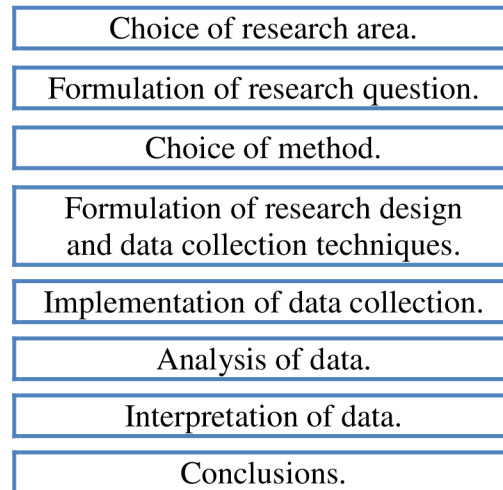 Choice of research area.
Formulation of research question.
Choice of method.
Formulation of research design
and data collection techniques.
Implementation of data collection.
Analysis of data.
Interpretation of data.
Conclusions.